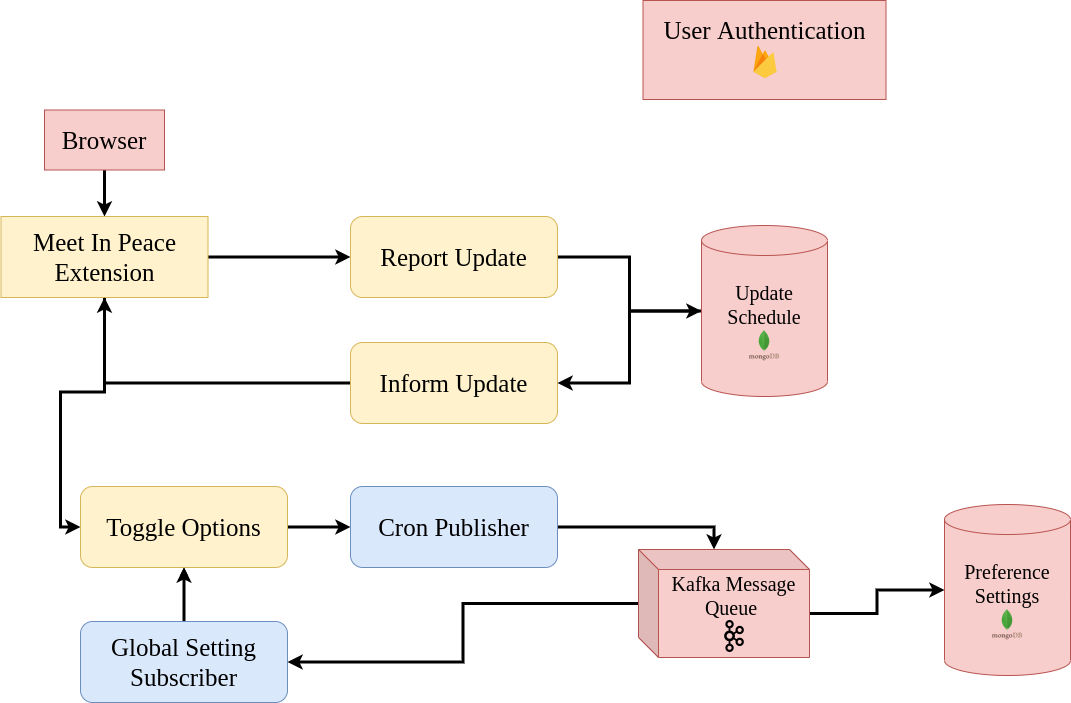 User Authentication
Browser
Meet In Peace
Extension
Report Update
Update
Schedule
mongoDB
Inform Update
Toggle Options
Cron Publisher
Kafka Message
Queue
Preference
Settings
mongoDB
Global Setting
Subscriber